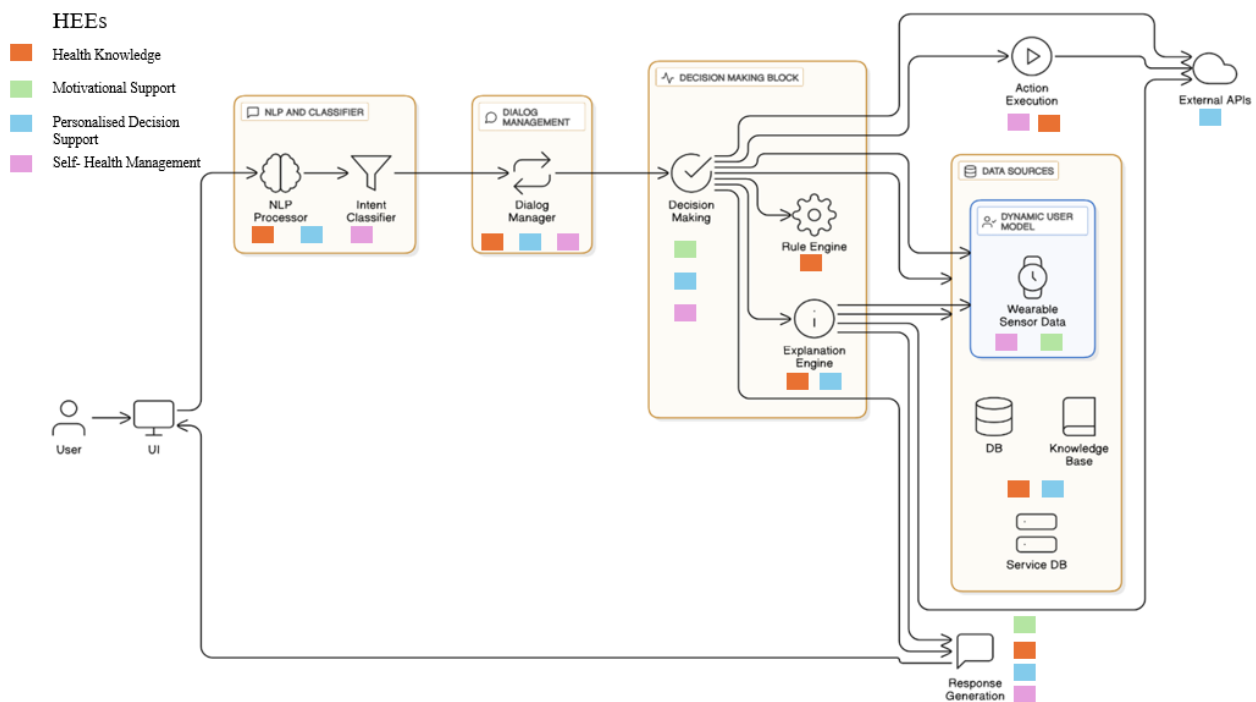 HEEs
Health Knowledge
Motivational Support
Personalised Decision
Support
Self- Health Management
NLP AND CLASSIFIER
NLP
Processor
Intent
Classifier
DIALOG
MANAGEMENT
Dialog
Manager
DECISION MAKING BLOCK
Decision
Making
Rule Engine
Explanation
Engine
Action
Execution
External APIs
DATA SOURCES
DYNAMIC USER
MODEL
Wearable
Sensor Data
DB
Knowledge
Base
Service DB
User
UI
Response
Generation